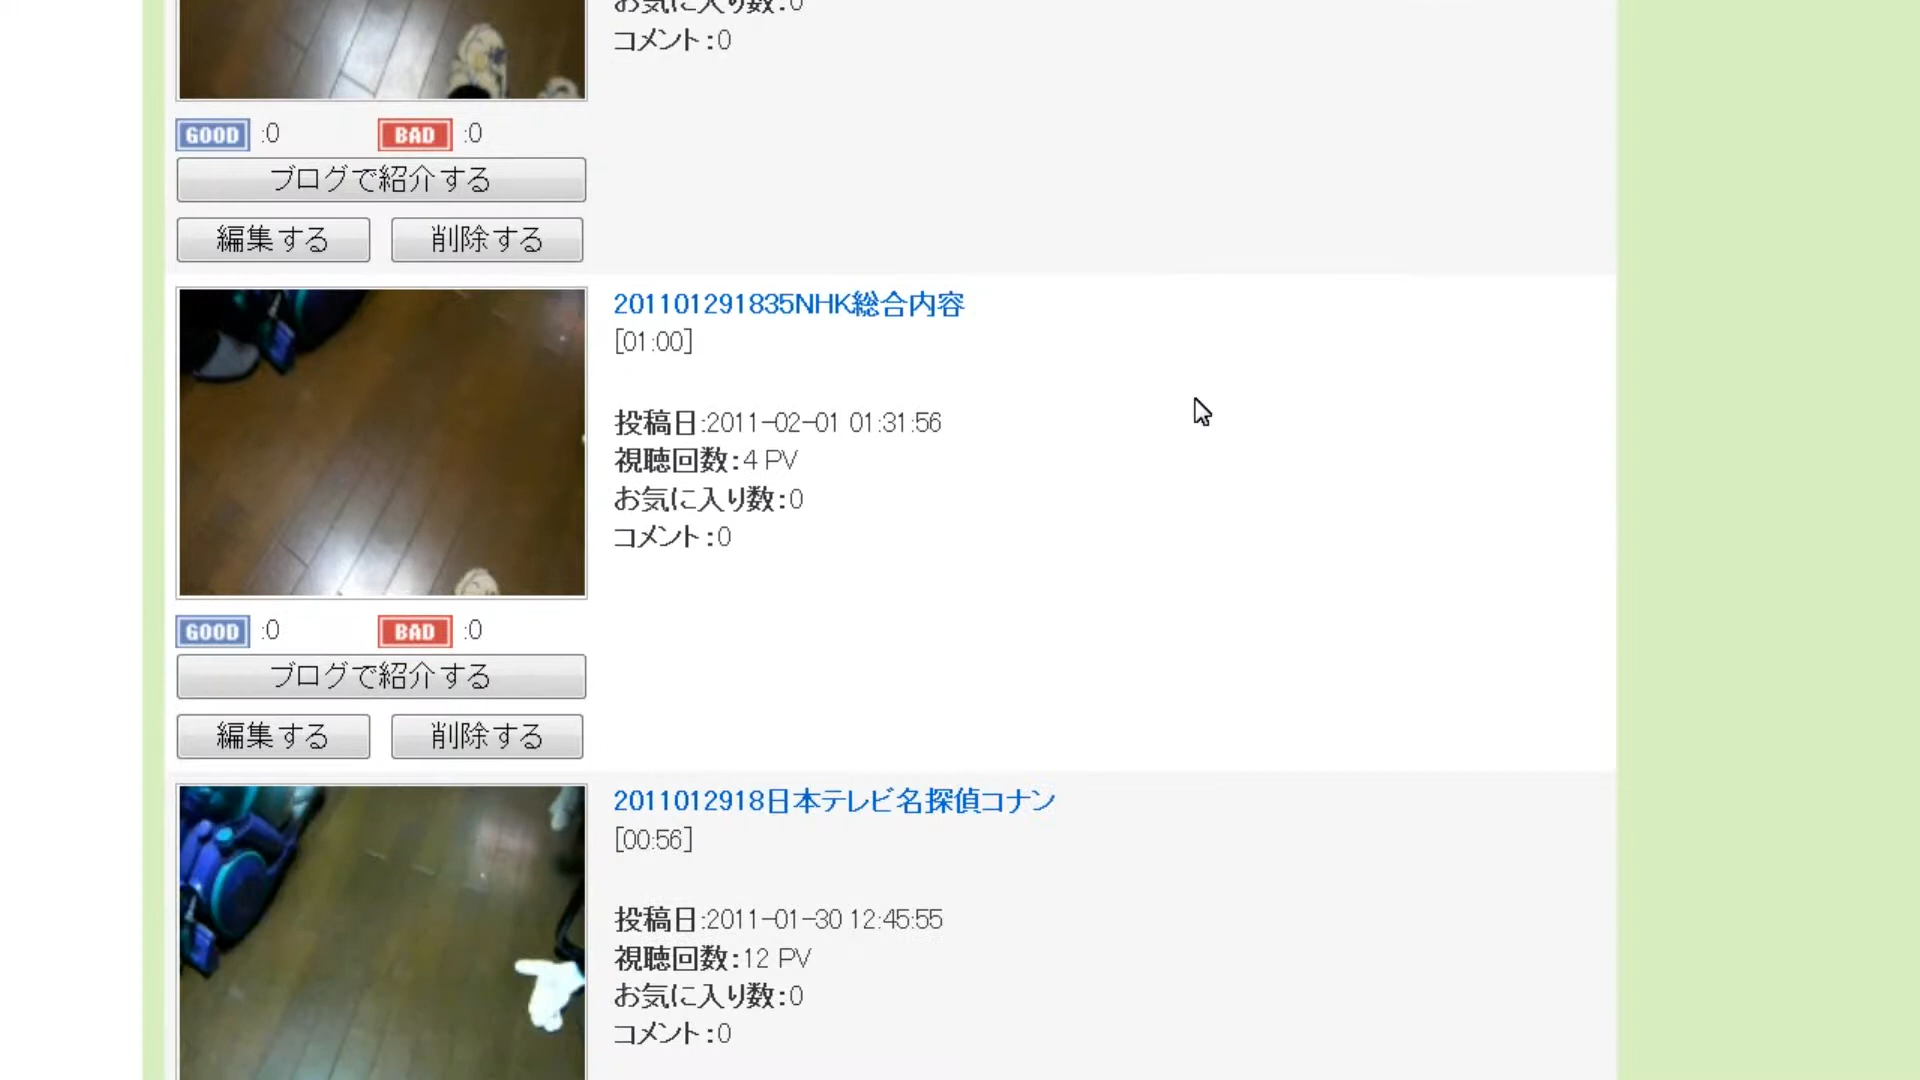 お気に入り数:0
コメント:0
GOOD :0 BAD :0
ブログで紹介する
編集する 削除する
201101291835NHK総合内容
[01:00]
投稿日:2011-02-01 01:31:56
視聴回数:4 PV
お気に入り数:0
コメント:0
GOOD :0 BAD :0
ブログで紹介する
編集する 削除する
2011012918日本テレビ名探偵コナン
[00:56]
投稿日:2011-01-30 12:45:55
視聴回数:12 PV
お気に入り数:0
コメント:0